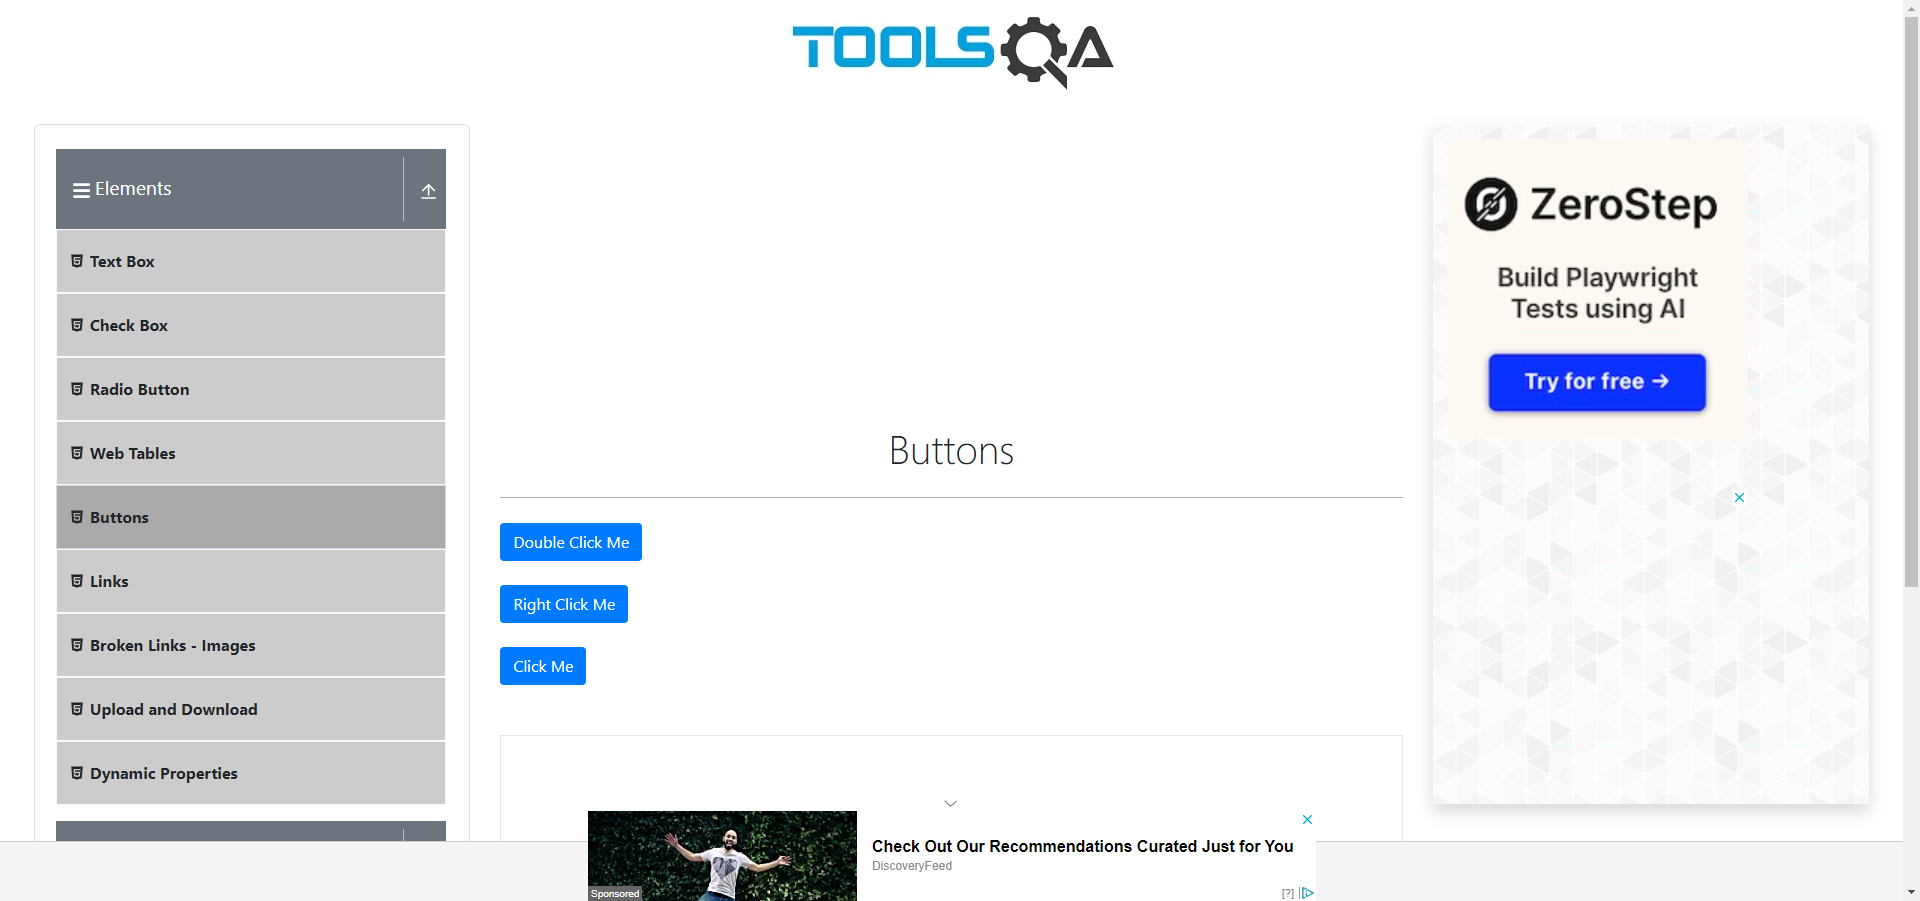 TOOLSQA
Elements
Text Box
Check Box
Radio Button
Web Tables
Buttons
Links
Broken Links - Images
Upload and Download
Dynamic Properties
Buttons
Double Click Me
Right Click Me
Click Me
ZeroStep
Build Playwright
Tests using AI
Try for free →
Check Out Our Recommendations Curated Just for You
DiscoveryFeed
Sponsored
[?]